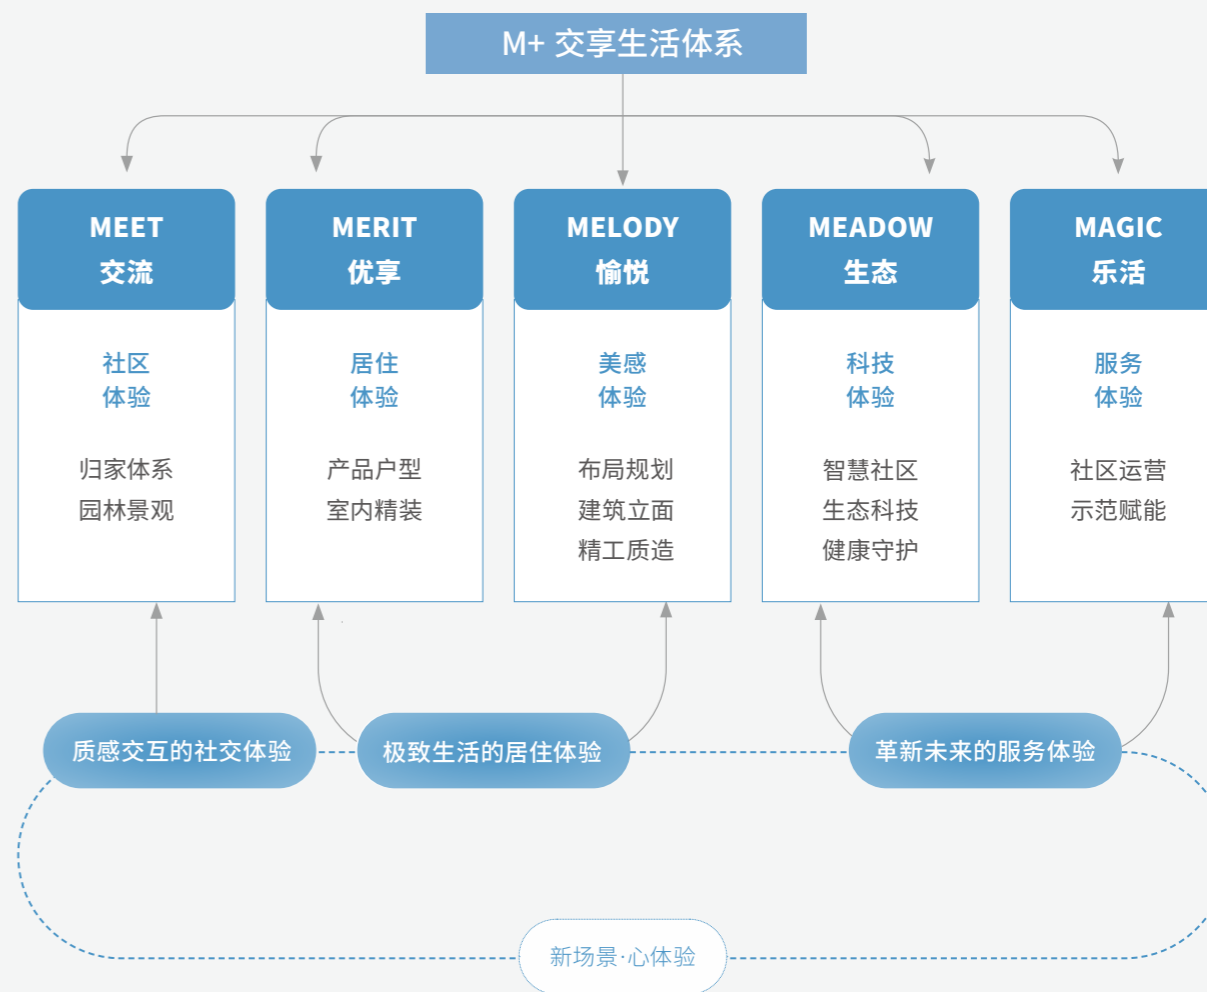 M+ 交享生活体系
MEET
交流
社区
体验
归家体系
园林景观
MERIT
优享
居住
体验
产品户型
室内精装
MELODY
愉悦
美感
体验
布局规划
建筑立面
精工质造
MEADOW
生态
科技
体验
智慧社区
生态科技
健康守护
MAGIC
乐活
服务
体验
社区运营
示范赋能
质感交互的社交体验
极致生活的居住体验
革新未来的服务体验
新场景·心体验